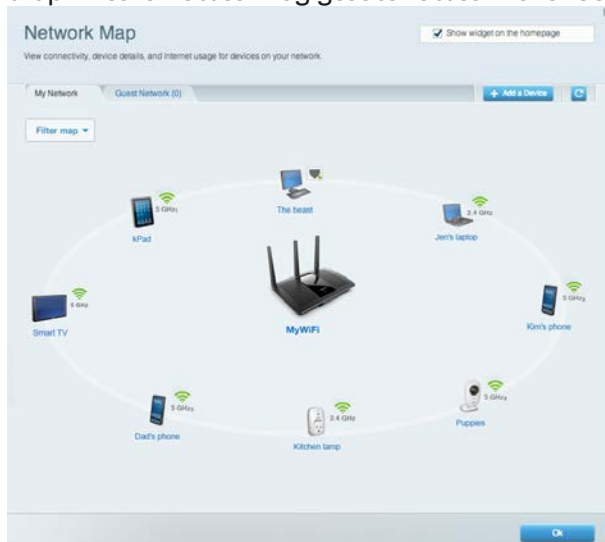 Network Map
Show widget on the homepage
View connectivity, device details, and internet usage for devices on your network.
My Network
Guest Network (0)
+ Add a Device
Filter map
The beast
5 GHz
kPad
2.4 GHz
Jen's laptop
Smart TV
MyWiFi
5 GHz
Kim's phone
5 GHz
Dad's phone
2.4 GHz
Kitchen lamp
5 GHz
Puppies
Ok